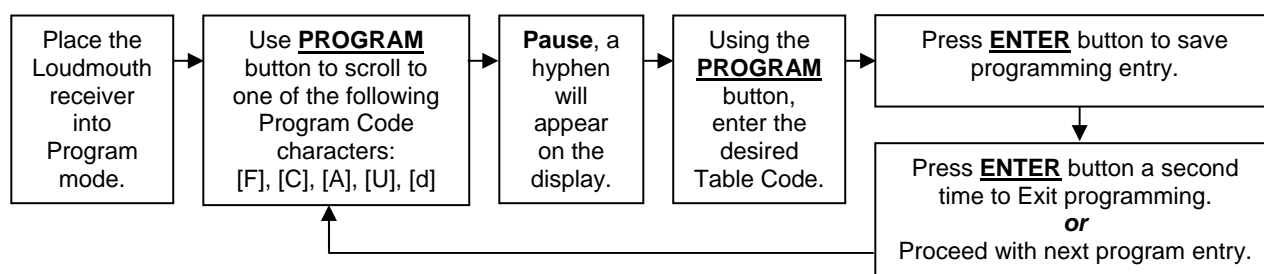 Place the
Loudmouth
receiver
into
Program
mode.
Use PROGRAM
button to scroll to
one of the following
Program Code
characters:
[F], [C], [A], [U], [d]
Pause, a
hyphen
will
appear
on the
display.
Using the
PROGRAM
button,
enter the
desired
Table Code.
Press ENTER button to save
programming entry.
Press ENTER button a second
time to Exit programming.
or
Proceed with next program entry.